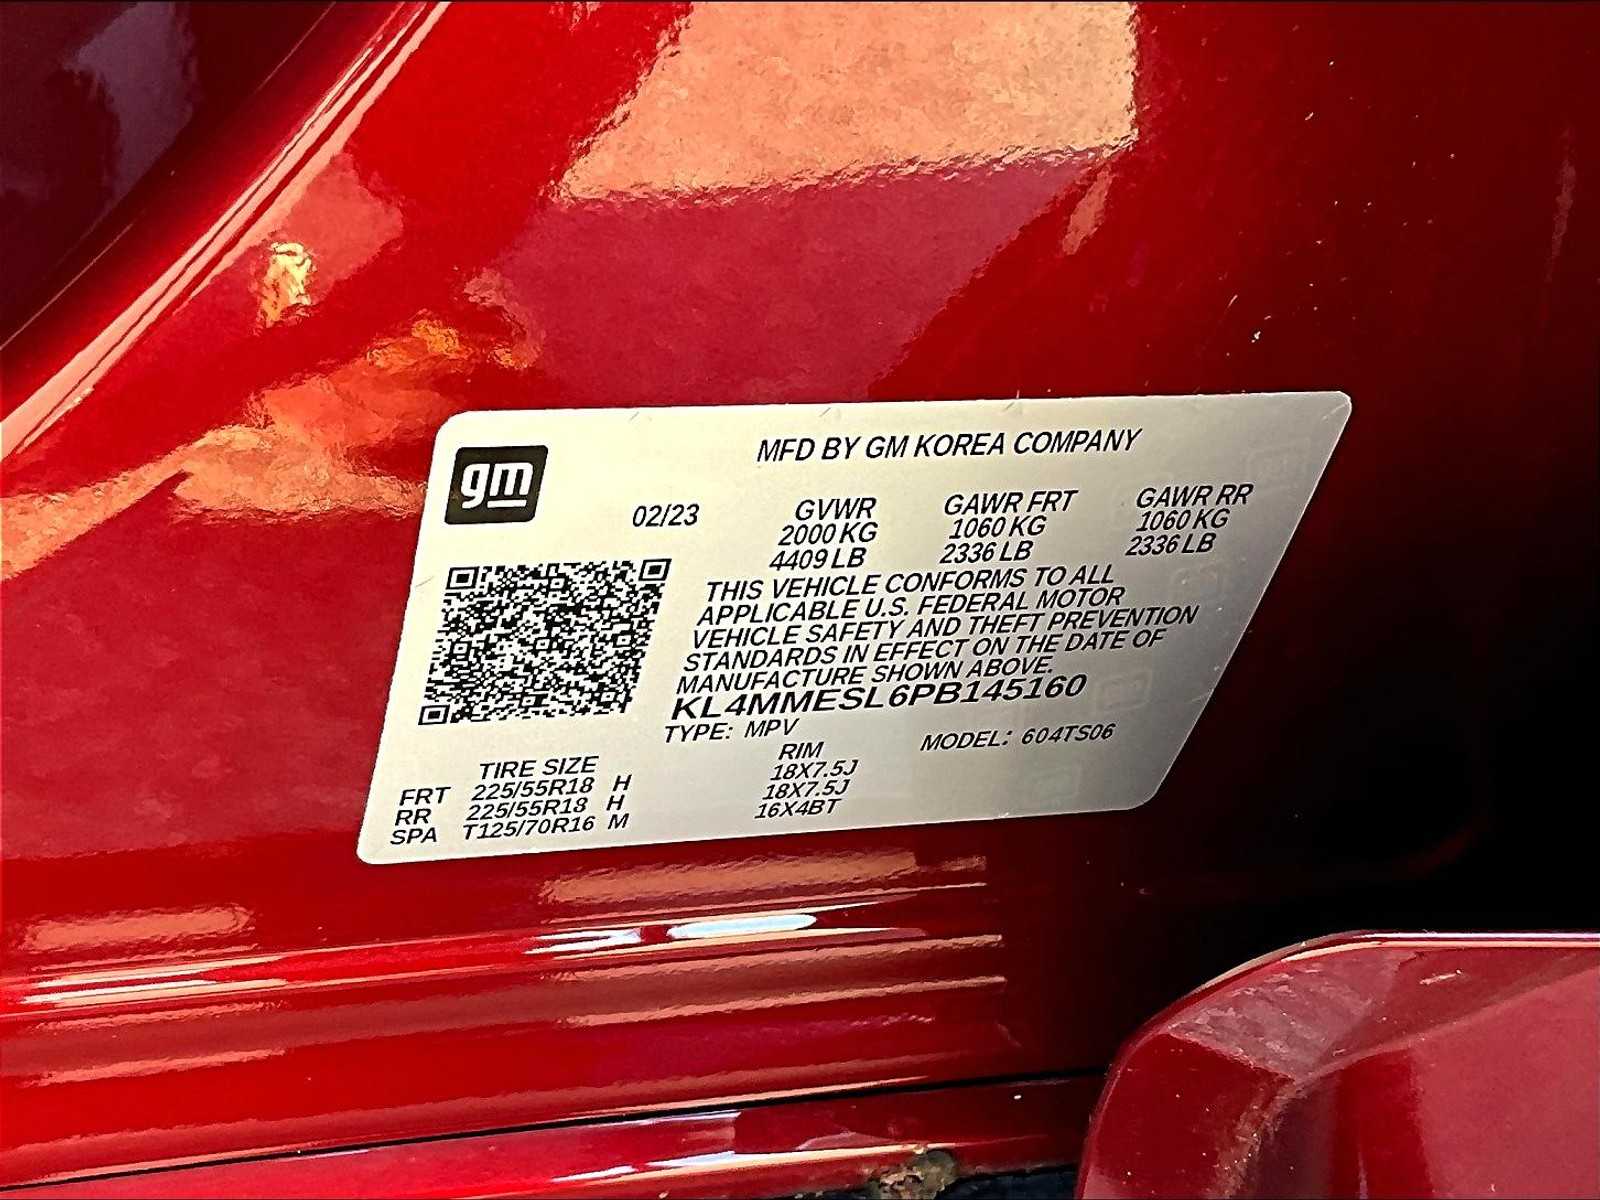 gm
MFD BY GM KOREA COMPANY
02/23
GVWR GAWR FRT GAWR RR
2000 KG 1060 KG 1060 KG
4409 LB 2336 LB 2336 LB
THIS VEHICLE CONFORMS TO ALL
APPLICABLE U.S. FEDERAL MOTOR
VEHICLE SAFETY AND THEFT PREVENTION
STANDARDS IN EFFECT ON THE DATE OF
MANUFACTURE SHOWN ABOVE.
KL4MMESL6PB145160
TYPE: MPV MODEL: 604TS06
TIRE SIZE RIM
FRT 225/55R18 H 18X7.5J
RR 225/55R18 H 18X7.5J
SPA T125/70R16 M 16X4BT